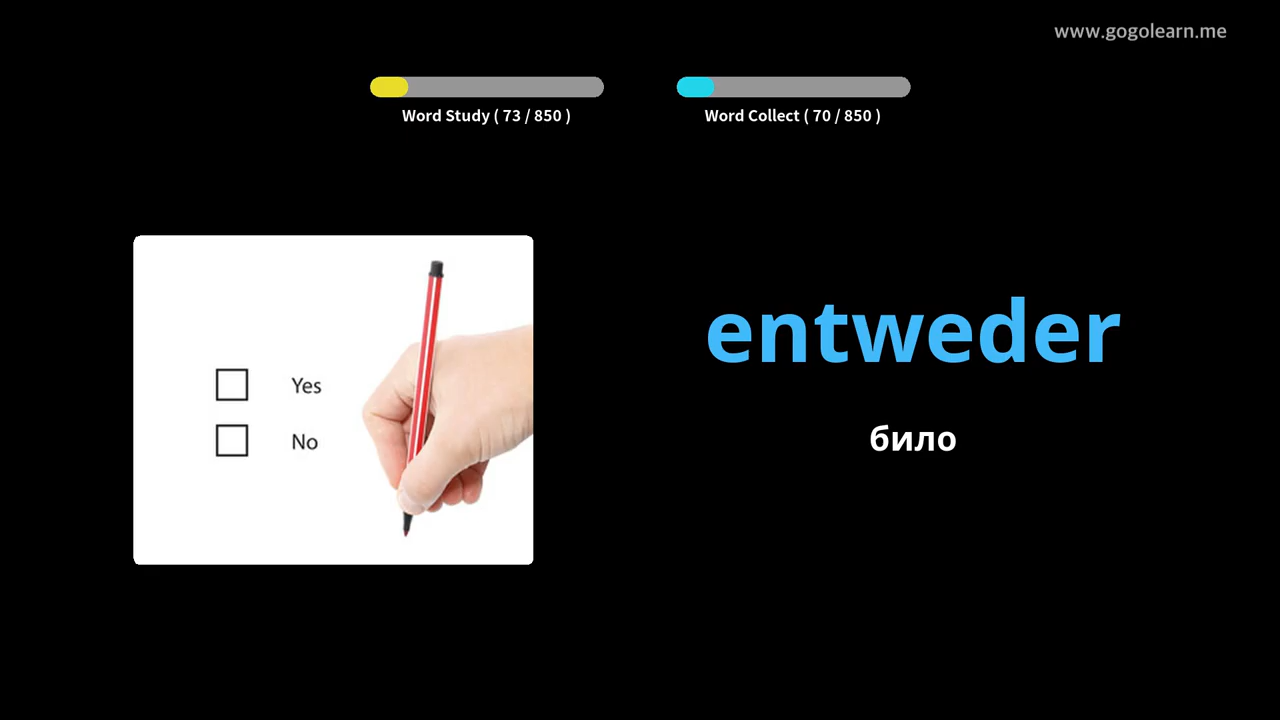 www.gogolearn.me
Word Study ( 73 / 850 )
Word Collect ( 70 / 850 )
Yes
No
entweder
било